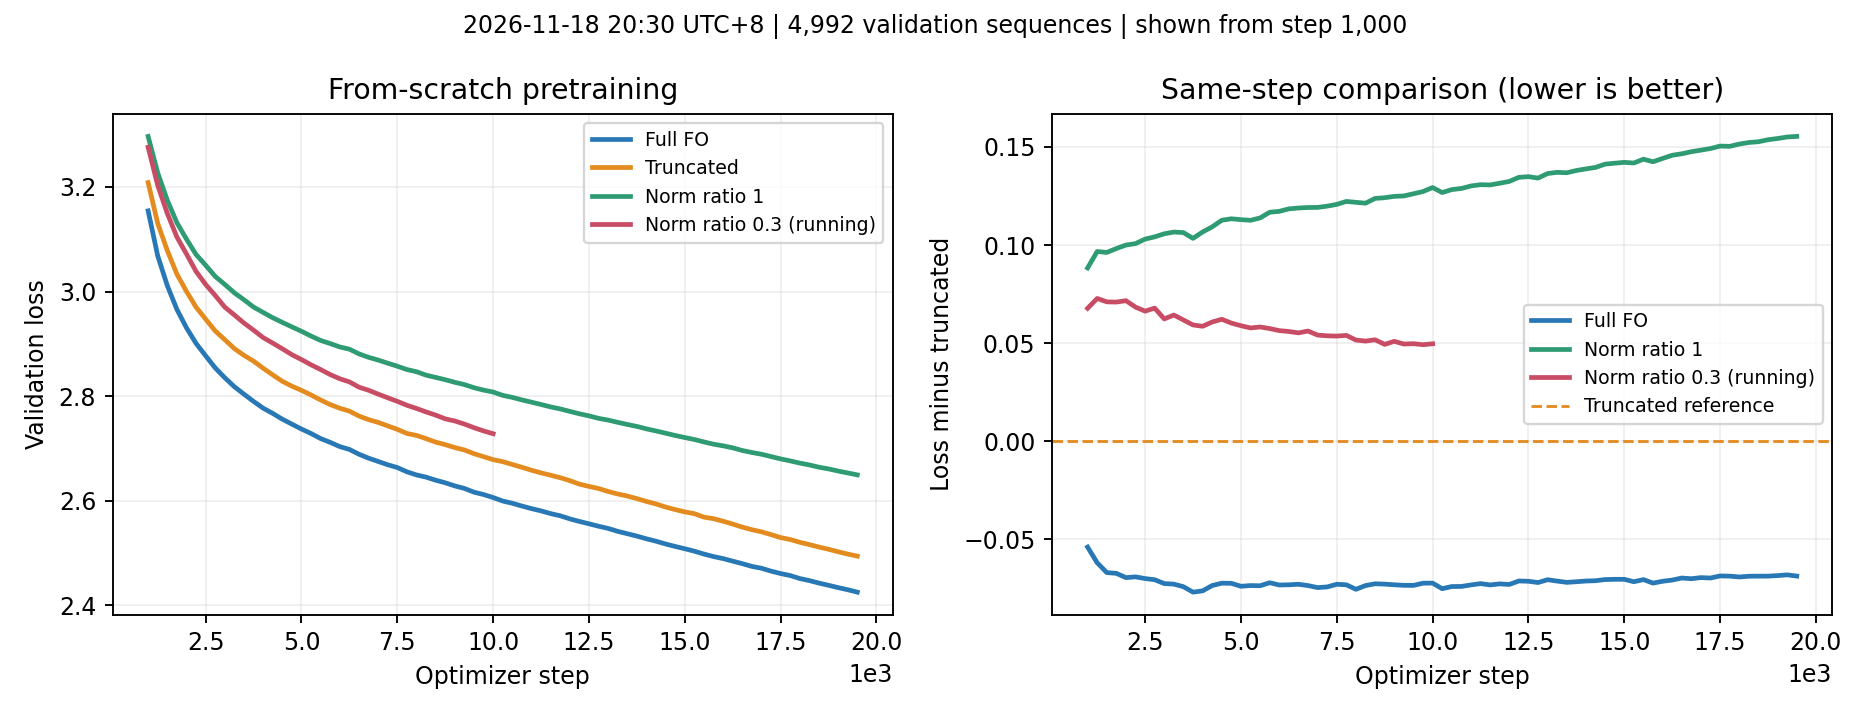 2026-11-18 20:30 UTC+8 | 4,992 validation sequences | shown from step 1,000
From-scratch pretraining
Validation loss
3.2
3.0
2.8
2.6
2.4
Full FO
Truncated
Norm ratio 1
Norm ratio 0.3 (running)
2.5 5.0 7.5 10.0 12.5 15.0 17.5 20.0
1e3
Optimizer step
Same-step comparison (lower is better)
Loss minus truncated
0.15
0.10
0.05
0.00
−0.05
Full FO
Norm ratio 1
Norm ratio 0.3 (running)
Truncated reference
2.5 5.0 7.5 10.0 12.5 15.0 17.5 20.0
1e3
Optimizer step